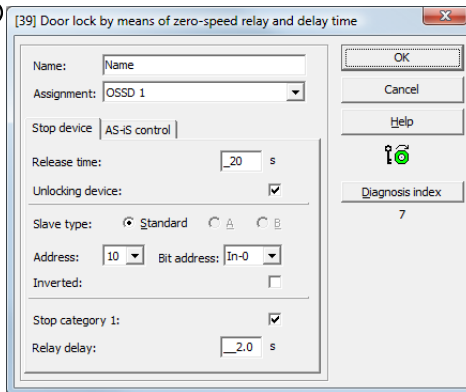 )
[39] Door lock by means of zero-speed relay and delay time
Name: Name
Assignment: OSSD 1
Stop device AS-iS control
Release time: _20 s
Unlocking device:
Slave type: Standard A B
Address: 10 Bit address: In-0
Inverted:
Stop category 1:
Relay delay: __2.0 s
OK
Cancel
Help
Diagnosis index
7